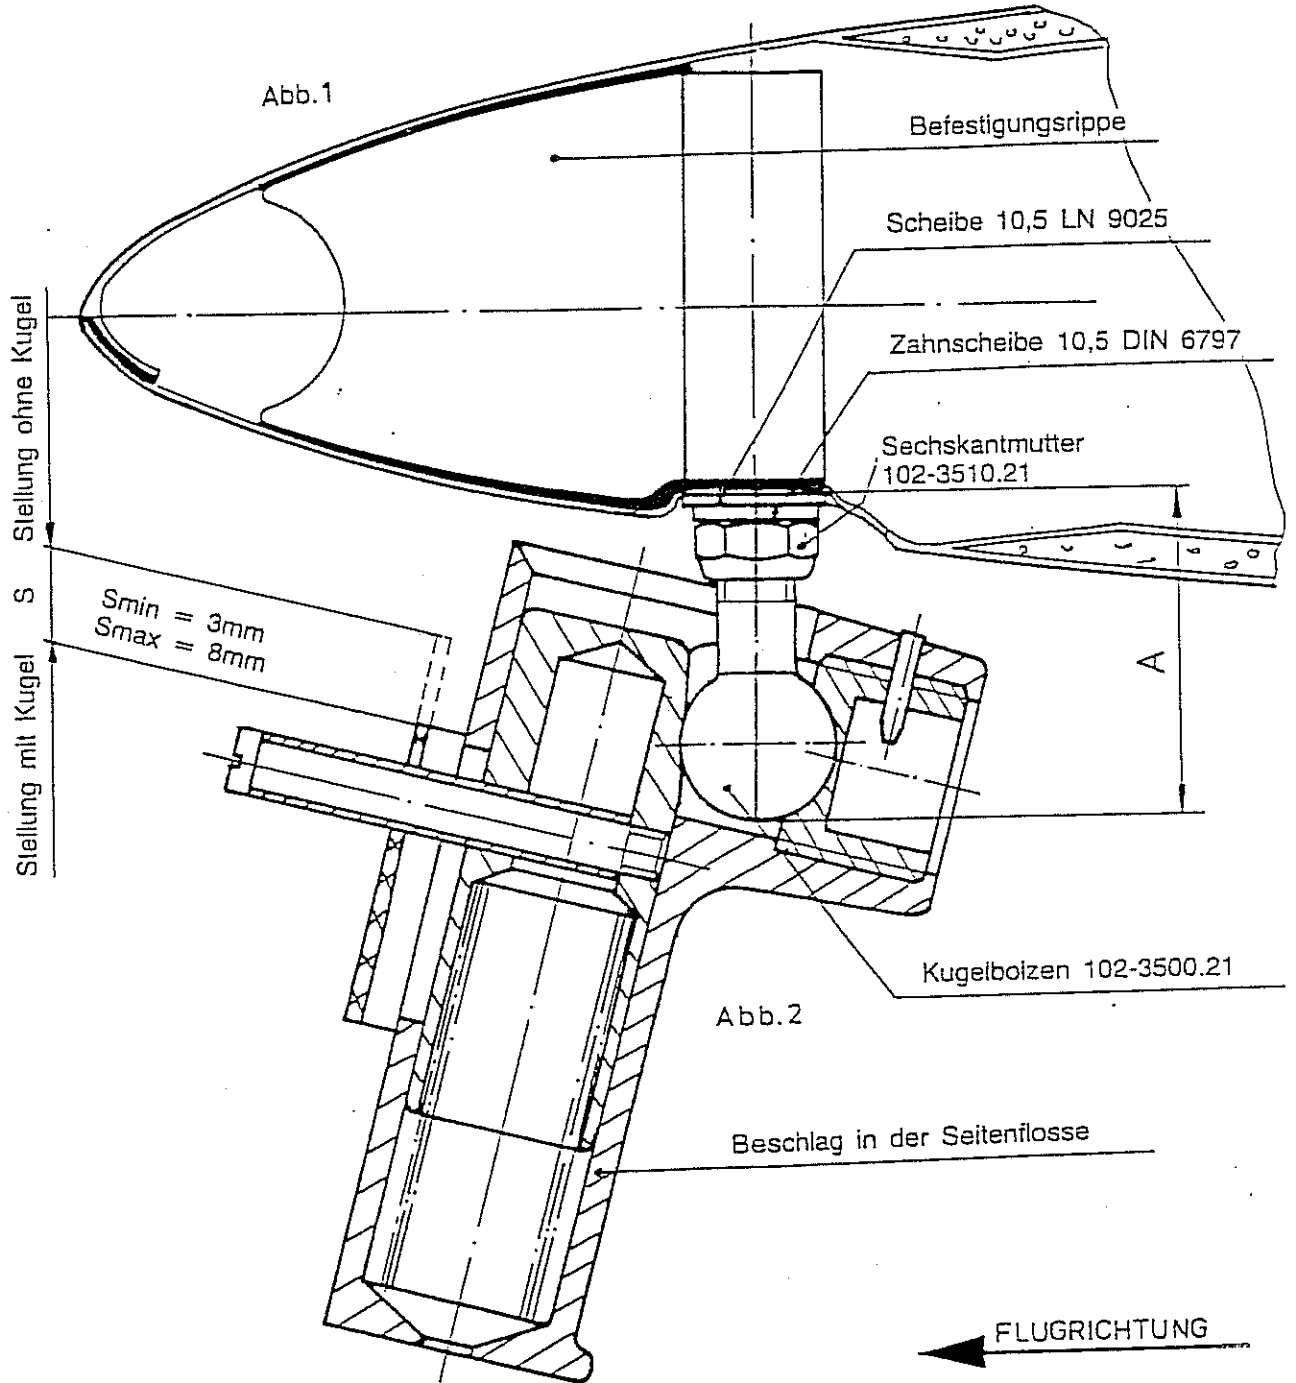 Abb.1
Befestigungsrippe
Scheibe 10,5 LN 9025
Zahnscheibe 10,5 DIN 6797
Sechskantmutter
102-3510.21
Stellung ohne Kugel
S
Stellung mit Kugel
Smin = 3mm
Smax = 8mm
A
Kugelbolzen 102-3500.21
Abb.2
Beschlag in der Seitenflosse
FLUGRICHTUNG